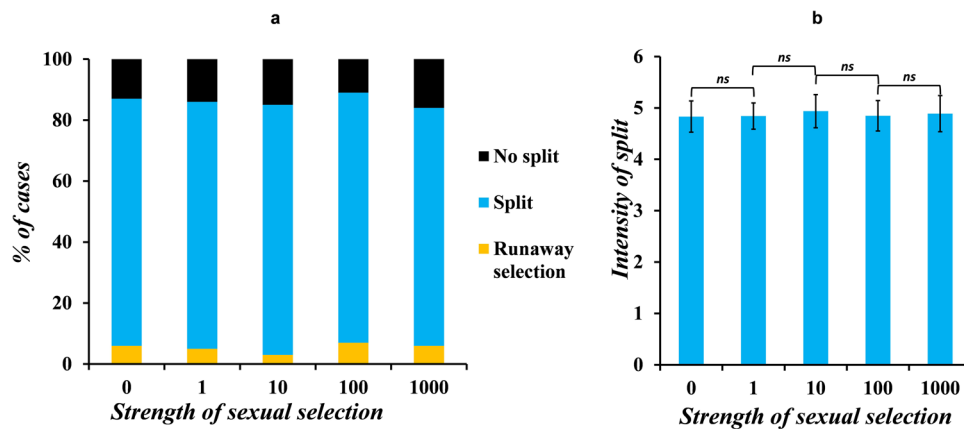 a
100
80
60
40
20
0
% of cases
0 1 10 100 1000
Strength of sexual selection
No split
Split
Runaway
selection
b
6
5
4
3
2
1
0
Intensity of split
ns ns ns ns
0 1 10 100 1000
Strength of sexual selection